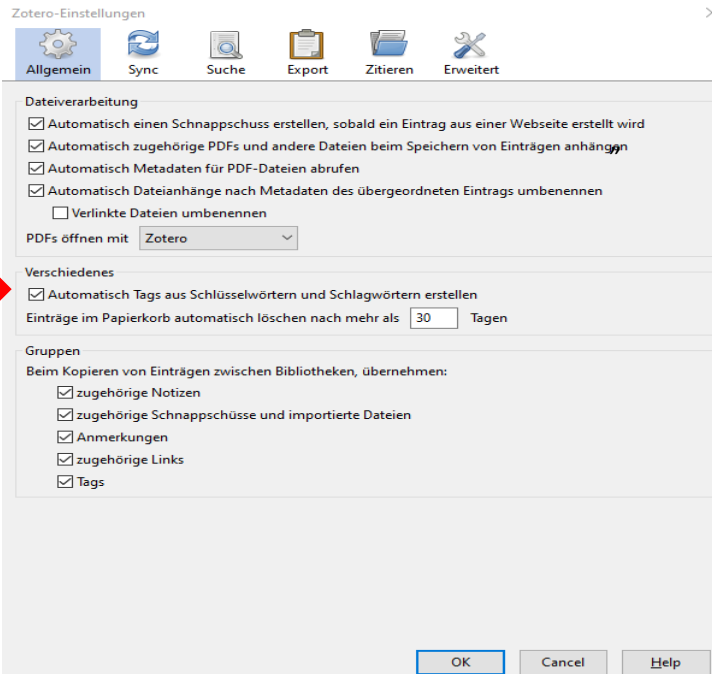 Zotero-Einstellungen
Allgemein Sync Suche Export Zitieren Erweitert
Dateiverarbeitung
Automatisch einen Schnappschuss erstellen, sobald ein Eintrag aus einer Webseite erstellt wird
Automatisch zugehörige PDFs und andere Dateien beim Speichern von Einträgen anhängen
Automatisch Metadaten für PDF-Dateien abrufen
Automatisch Dateianhänge nach Metadaten des übergeordneten Eintrags umbenennen
Verlinkte Dateien umbenennen
PDFs öffnen mit Zotero
Verschiedenes
Automatisch Tags aus Schlüsselwörtern und Schlagwörtern erstellen
Einträge im Papierkorb automatisch löschen nach mehr als 30 Tagen
Gruppen
Beim Kopieren von Einträgen zwischen Bibliotheken, übernehmen:
zugehörige Notizen
zugehörige Schnappschüsse und importierte Dateien
Anmerkungen
zugehörige Links
Tags
OK Cancel Help